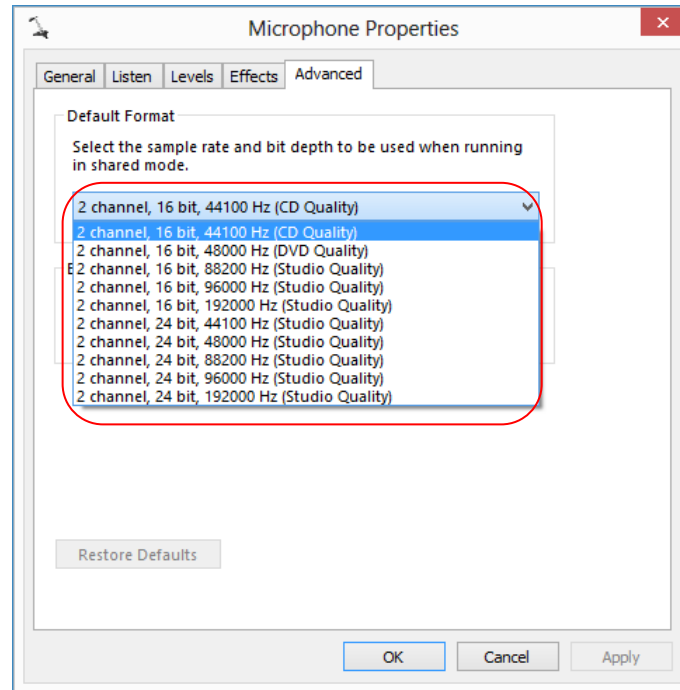 Microphone Properties
General Listen Levels Effects Advanced
Default Format
Select the sample rate and bit depth to be used when running
in shared mode.
2 channel, 16 bit, 44100 Hz (CD Quality)
2 channel, 16 bit, 44100 Hz (CD Quality)
2 channel, 16 bit, 48000 Hz (DVD Quality)
2 channel, 16 bit, 88200 Hz (Studio Quality)
2 channel, 16 bit, 96000 Hz (Studio Quality)
2 channel, 16 bit, 192000 Hz (Studio Quality)
2 channel, 24 bit, 44100 Hz (Studio Quality)
2 channel, 24 bit, 48000 Hz (Studio Quality)
2 channel, 24 bit, 88200 Hz (Studio Quality)
2 channel, 24 bit, 96000 Hz (Studio Quality)
2 channel, 24 bit, 192000 Hz (Studio Quality)
Restore Defaults
OK Cancel Apply